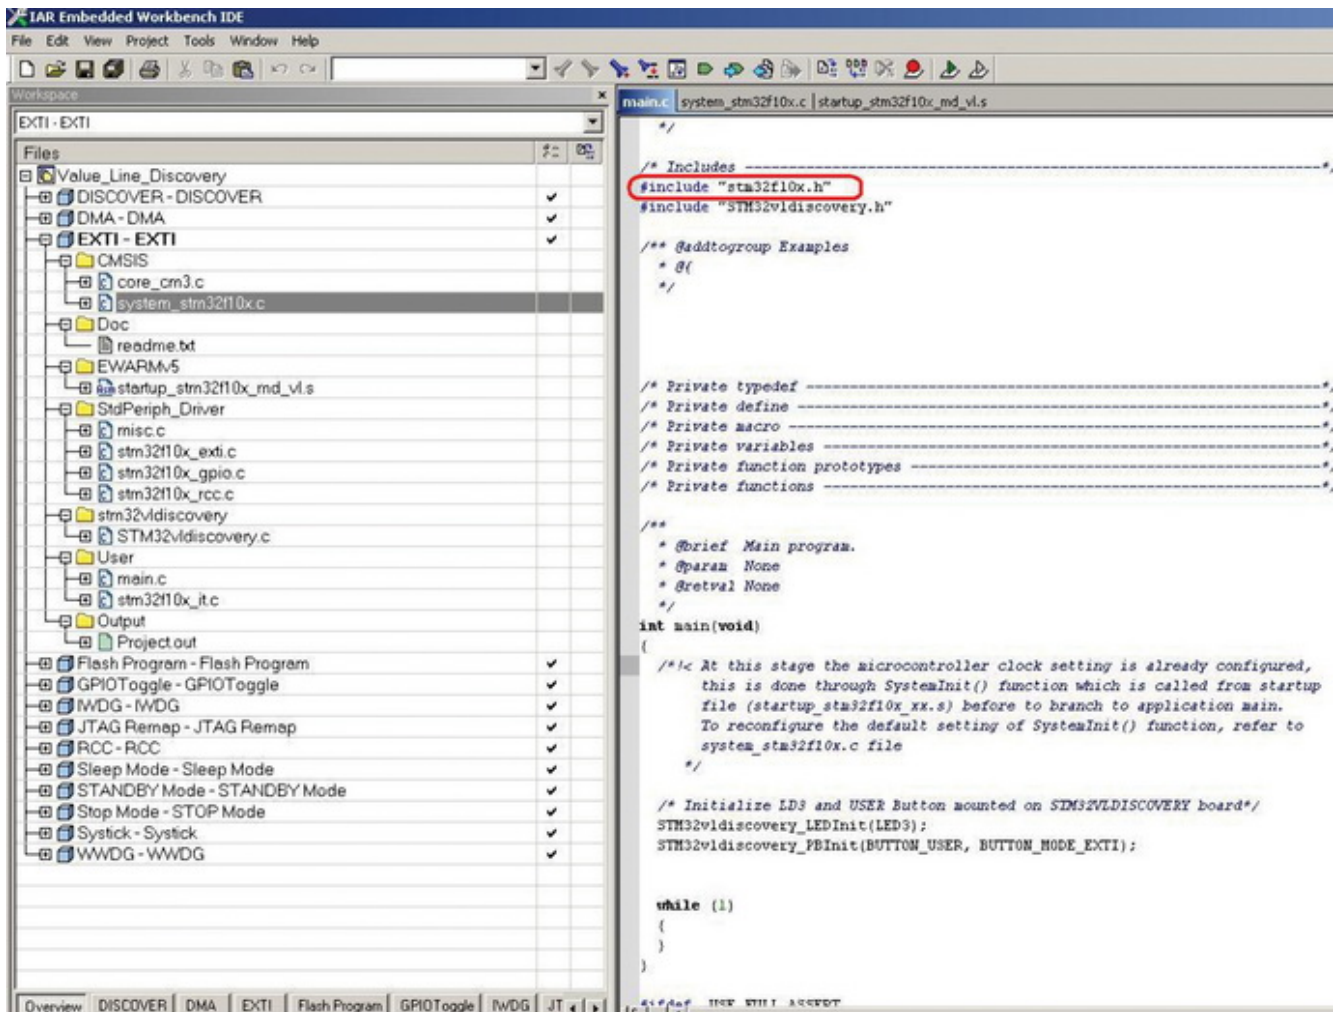 IAR Embedded Workbench IDE
File Edit View Project Tools Window Help
Workspace
EXTI - EXTI
Files
Value_Line_Discovery
DISCOVER - DISCOVER
DMA - DMA
EXTI - EXTI
CMSIS
core_cm3.c
system_stm32f10x.c
Doc
readme.txt
EWARMv5
startup_stm32f10x_md_vl.s
StdPeriph_Driver
misc.c
stm32f10x_exti.c
stm32f10x_gpio.c
stm32f10x_rcc.c
stm32vldiscovery
STM32vldiscovery.c
User
main.c
stm32f10x_it.c
Output
Project.out
Flash Program - Flash Program
GPIOToggle - GPIOToggle
IWDG - IWDG
JTAG Remap - JTAG Remap
RCC - RCC
Sleep Mode - Sleep Mode
STANDBY Mode - STANDBY Mode
Stop Mode - STOP Mode
Systick - Systick
WWDG - WWDG
Overview DISCOVER DMA EXTI Flash Program GPIOToggle IWDG JT
main.c system_stm32f10x.c startup_stm32f10x_md_vl.s
*/
/* Includes ------------------------------------------------------------------*/
#include "stm32f10x.h"
#include "STM32vldiscovery.h"
/** @addtogroup Examples
* @{
*/
/* Private typedef -----------------------------------------------------------*/
/* Private define ------------------------------------------------------------*/
/* Private macro -------------------------------------------------------------*/
/* Private variables ---------------------------------------------------------*/
/* Private function prototypes -----------------------------------------------*/
/* Private functions ---------------------------------------------------------*/
/**
* @brief Main program.
* @param None
* @retval None
*/
int main(void)
{
/*!< At this stage the microcontroller clock setting is already configured,
this is done through SystemInit() function which is called from startup
file (startup_stm32f10x_xx.s) before to branch to application main.
To reconfigure the default setting of SystemInit() function, refer to
system_stm32f10x.c file
*/
/* Initialize LD3 and USER Button mounted on STM32VLDISCOVERY board*/
STM32vldiscovery_LEDInit(LED3);
STM32vldiscovery_PBInit(BUTTON_USER, BUTTON_MODE_EXTI);
while (1)
{
}
}
#ifdef USE_FULL_ASSERT